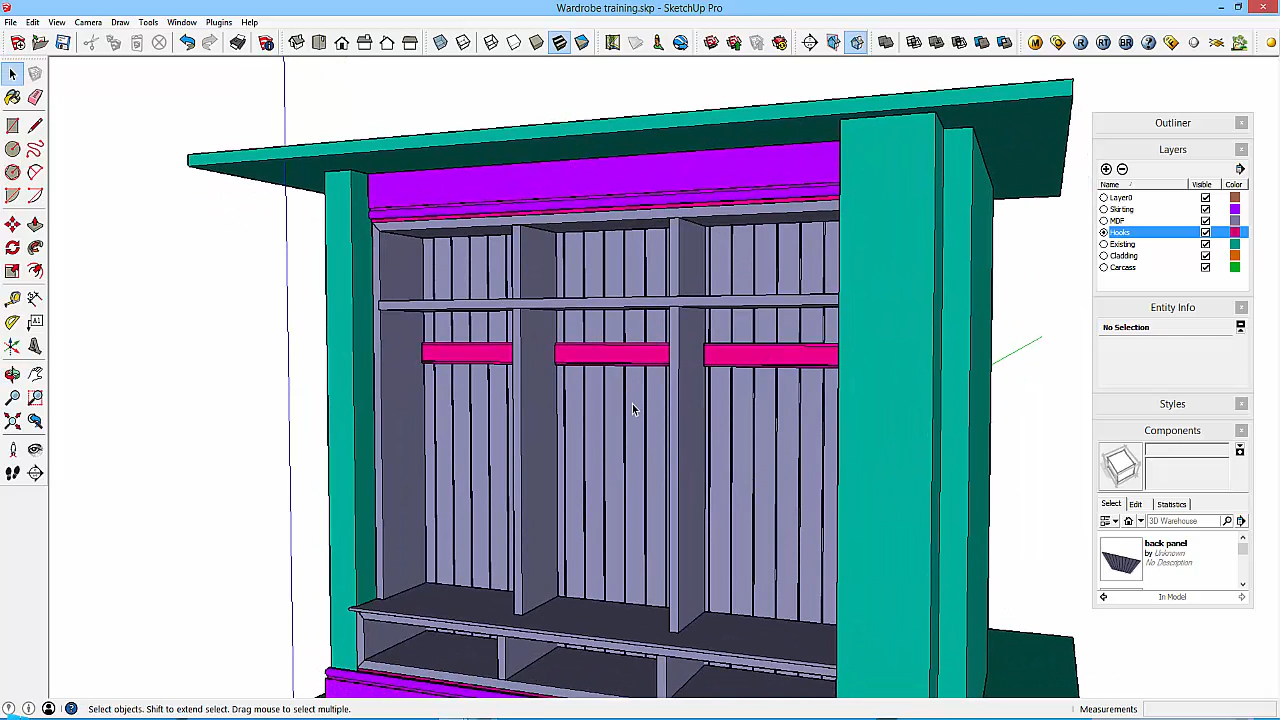 Wardrobe training.skp - SketchUp Pro
File Edit View Camera Draw Tools Window Plugins Help
M R RT BR ?
A1
Outliner
Layers
Name Visible Color
Layer0
Skirting
MDF
Hooks
Existing
Cladding
Carcass
Entity Info
No Selection
Styles
Components
Select Edit Statistics
3D Warehouse
back panel
by Unknown
No Description
In Model
Select objects. Shift to extend select. Drag mouse to select multiple.
Measurements